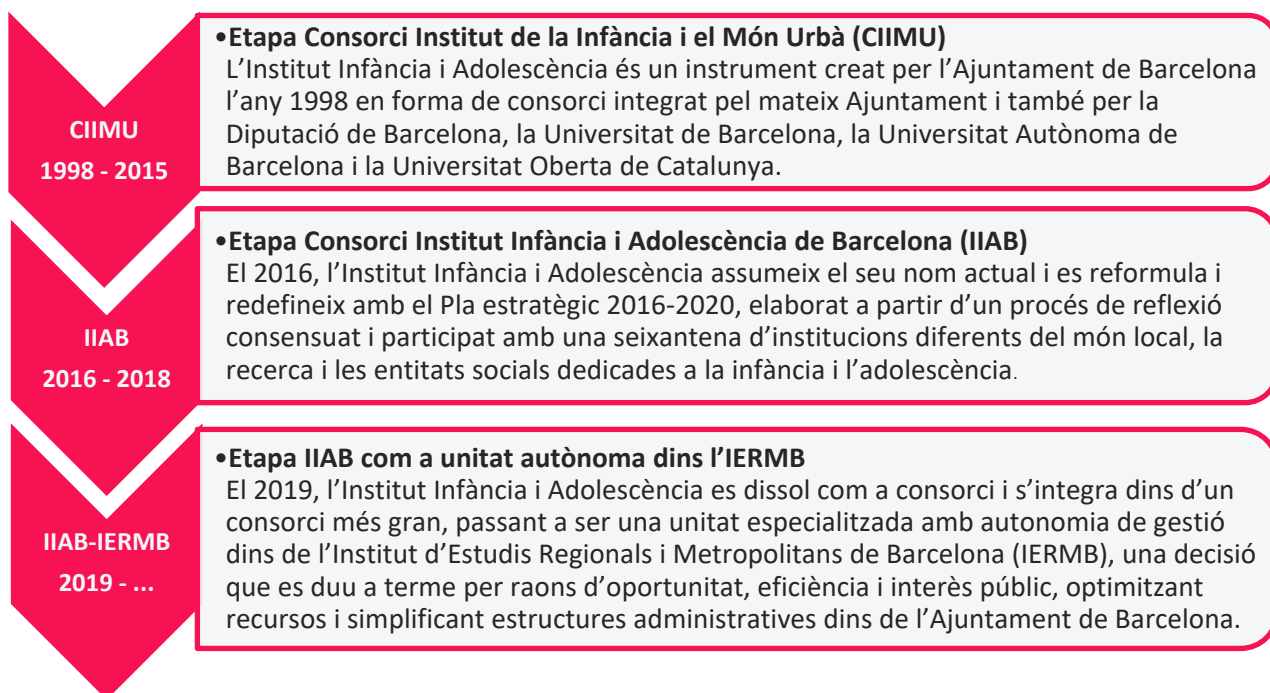 CIIMU
1998 - 2015
•Etapa Consorci Institut de la Infància i el Món Urbà (CIIMU)
L’Institut Infància i Adolescència és un instrument creat per l’Ajuntament de Barcelona
l’any 1998 en forma de consorci integrat pel mateix Ajuntament i també per la
Diputació de Barcelona, la Universitat de Barcelona, la Universitat Autònoma de
Barcelona i la Universitat Oberta de Catalunya.
IIAB
2016 - 2018
•Etapa Consorci Institut Infància i Adolescència de Barcelona (IIAB)
El 2016, l’Institut Infància i Adolescència assumeix el seu nom actual i es reformula i
redefineix amb el Pla estratègic 2016-2020, elaborat a partir d’un procés de reflexió
consensuat i participat amb una seixantena d’institucions diferents del món local, la
recerca i les entitats socials dedicades a la infància i l’adolescència.
IIAB-IERMB
2019 - ...
•Etapa IIAB com a unitat autònoma dins l’IERMB
El 2019, l’Institut Infància i Adolescència es dissol com a consorci i s’integra dins d’un
consorci més gran, passant a ser una unitat especialitzada amb autonomia de gestió
dins de l’Institut d’Estudis Regionals i Metropolitans de Barcelona (IERMB), una decisió
que es duu a terme per raons d’oportunitat, eficiència i interès públic, optimitzant
recursos i simplificant estructures administratives dins de l’Ajuntament de Barcelona.